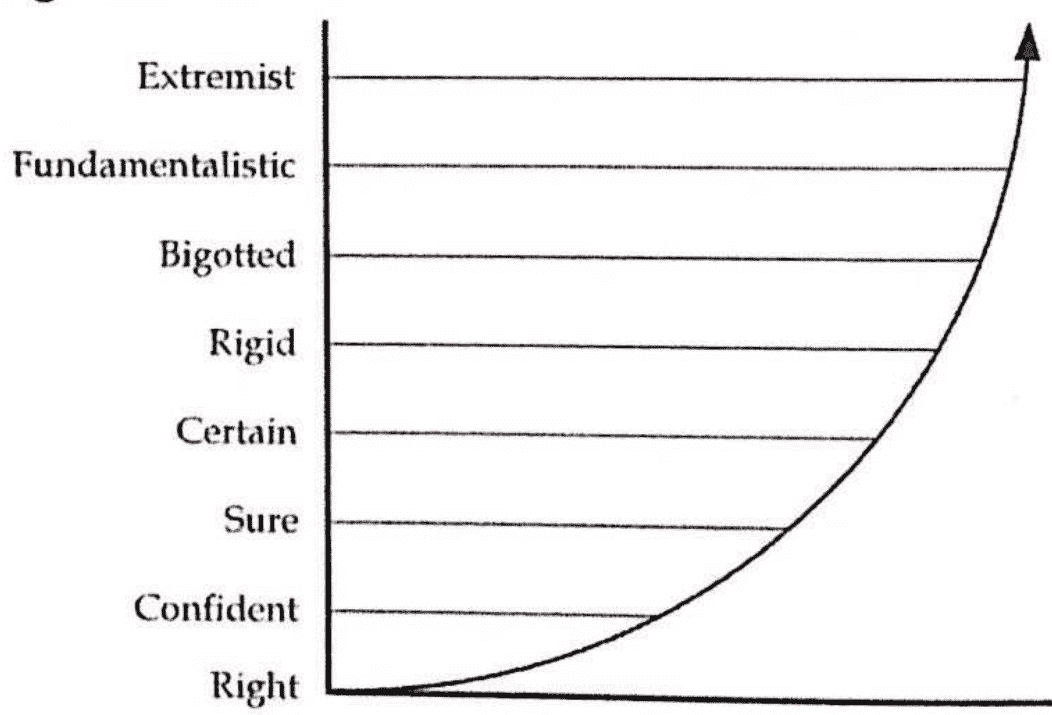 Extremist
Fundamentalistic
Bigotted
Rigid
Certain
Sure
Confident
Right